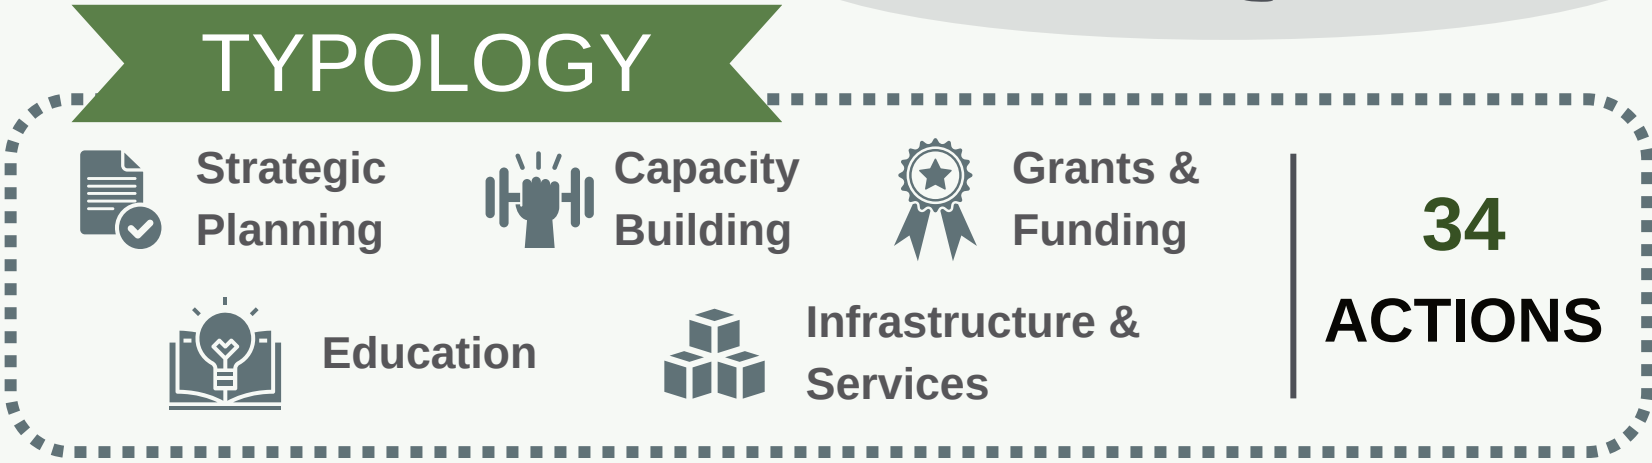 TYPOLOGY
Strategic
Planning
Capacity
Building
Grants &
Funding
Education
Infrastructure &
Services
34
ACTIONS